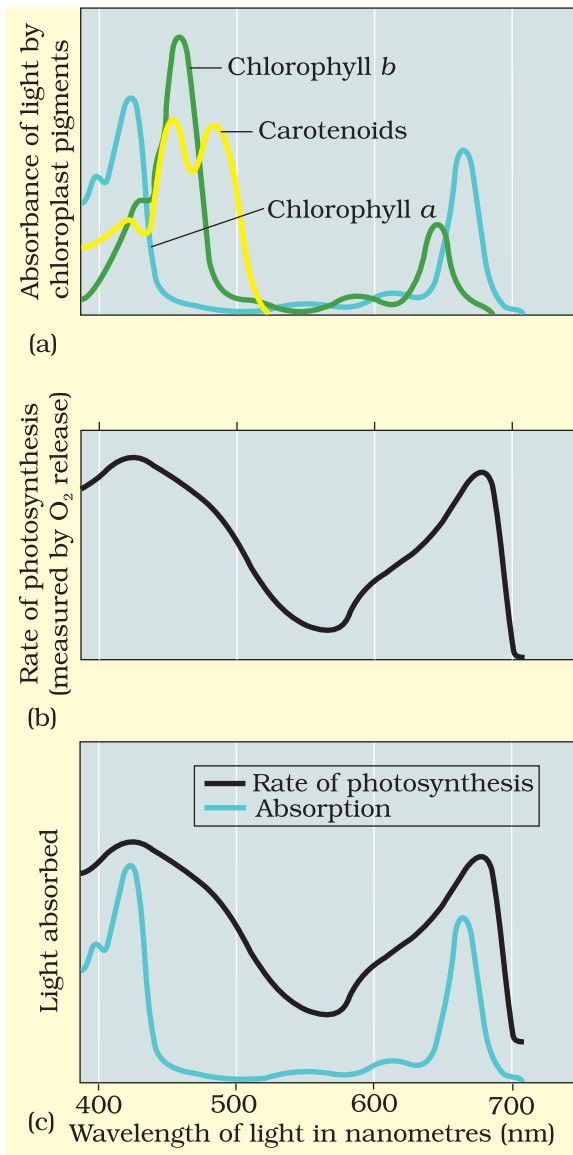 Absorbance of light by
chloroplast pigments
Chlorophyll b
Carotenoids
Chlorophyll a
(a)
Rate of photosynthesis
(measured by O₂ release)
(b)
Rate of photosynthesis
Absorption
Light absorbed
400 500 600 700
(c) Wavelength of light in nanometres (nm)